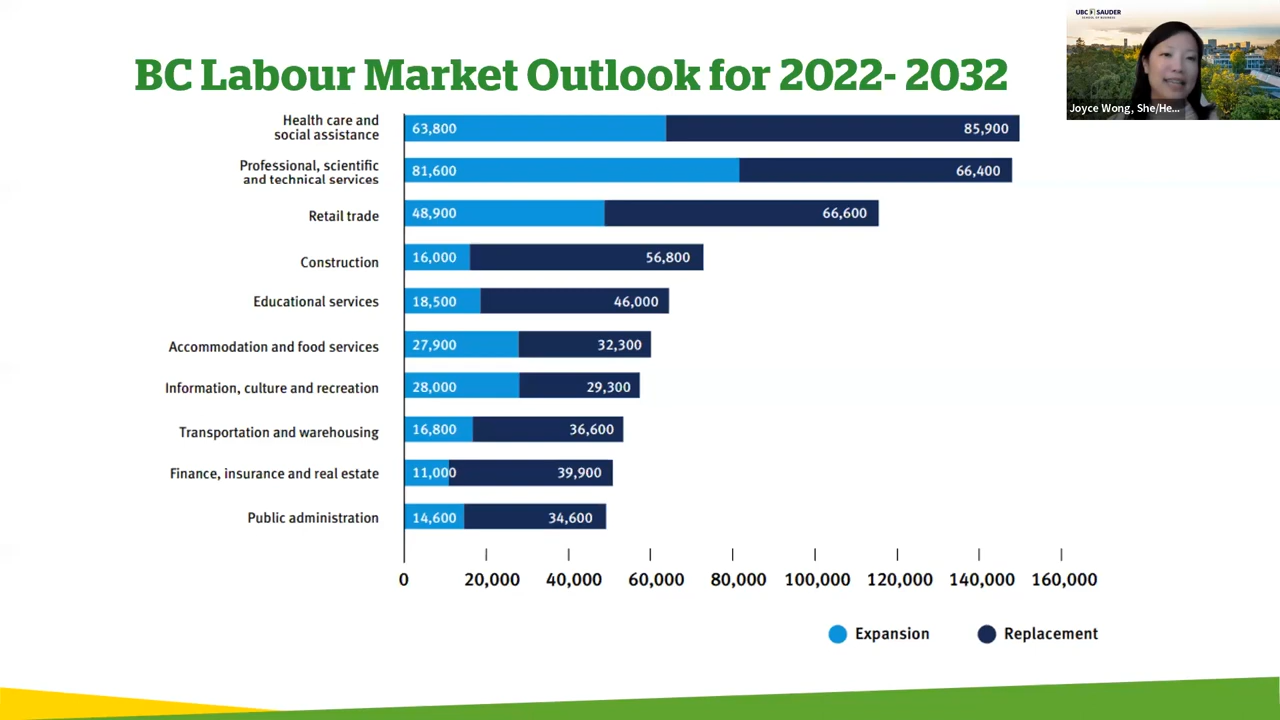 UBC SAUDER
SCHOOL OF BUSINESS
BC Labour Market Outlook for 2022- 2032
Joyce Wong, She/He...
Health care and
social assistance
63,800 85,900
Professional, scientific
and technical services
81,600 66,400
Retail trade 48,900 66,600
Construction 16,000 56,800
Educational services 18,500 46,000
Accommodation and food services 27,900 32,300
Information, culture and recreation 28,000 29,300
Transportation and warehousing 16,800 36,600
Finance, insurance and real estate 11,000 39,900
Public administration 14,600 34,600
0 20,000 40,000 60,000 80,000 100,000 120,000 140,000 160,000
Expansion Replacement